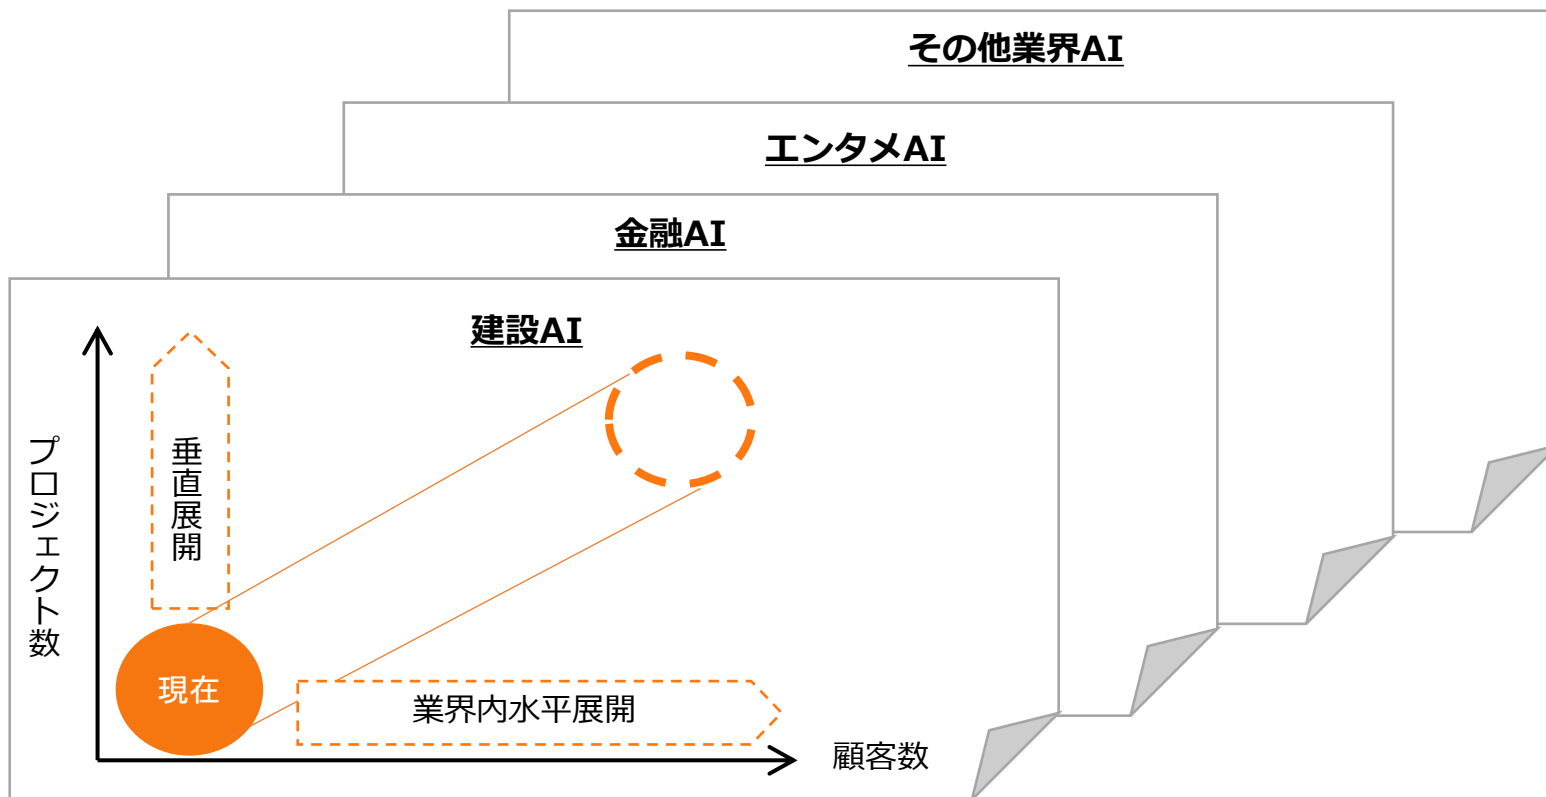 その他業界AI
エンタメAI
金融AI
建設AI
プロジェクト数
垂直展開
現在
業界内水平展開
顧客数